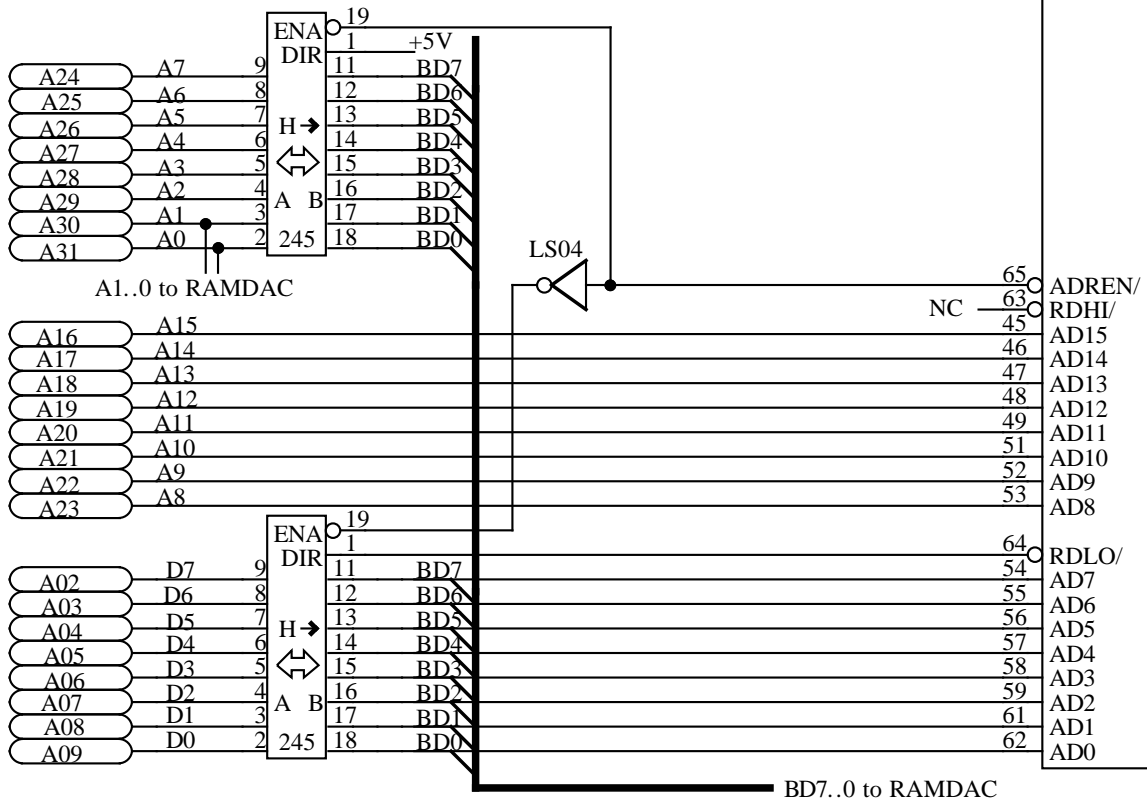 ENA 19
DIR 1 +5V
A24 A7 9 11 BD7
A25 A6 8 12 BD6
A26 A5 7 H 13 BD5
A27 A4 6 14 BD4
A28 A3 5 15 BD3
A29 A2 4 A B 16 BD2
A30 A1 3 17 BD1
A31 A0 2 245 18 BD0
LS04
A1..0 to RAMDAC
65 ADREN/
NC 63 RDHI/
A16 A15 45 AD15
A17 A14 46 AD14
A18 A13 47 AD13
A19 A12 48 AD12
A20 A11 49 AD11
A21 A10 51 AD10
A22 A9 52 AD9
A23 A8 53 AD8
ENA 19
DIR 1 64 RDLO/
A02 D7 9 11 BD7 54 AD7
A03 D6 8 12 BD6 55 AD6
A04 D5 7 H 13 BD5 56 AD5
A05 D4 6 14 BD4 57 AD4
A06 D3 5 15 BD3 58 AD3
A07 D2 4 A B 16 BD2 59 AD2
A08 D1 3 17 BD1 61 AD1
A09 D0 2 245 18 BD0 62 AD0
BD7..0 to RAMDAC